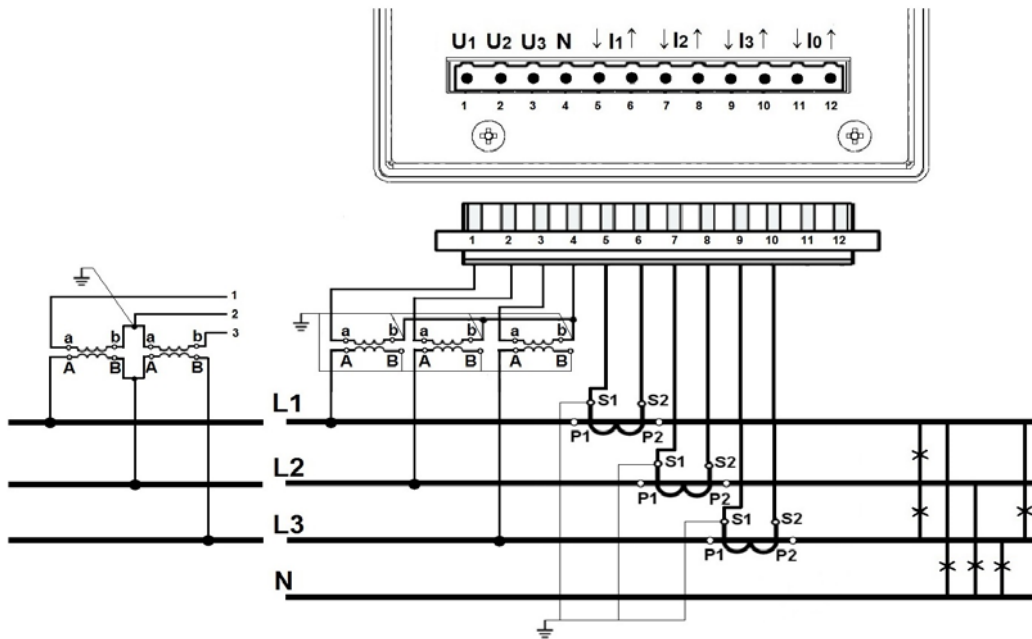 U1 U2 U3 N ↓ I1 ↑ ↓ I2 ↑ ↓ I3 ↑ ↓ I0 ↑
1 2 3 4 5 6 7 8 9 10 11 12
1 2 3 4 5 6 7 8 9 10 11 12
1
2
3
a b a b
A B A B
a b a b a b
A B A B A B
S1 S2
L1
P1 P2
S1 S2
L2
P1 P2
S1 S2
L3
P1 P2
N